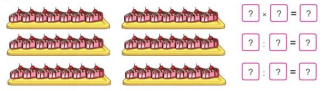 ? × ? = ?
? : ? = ?
? : ? = ?